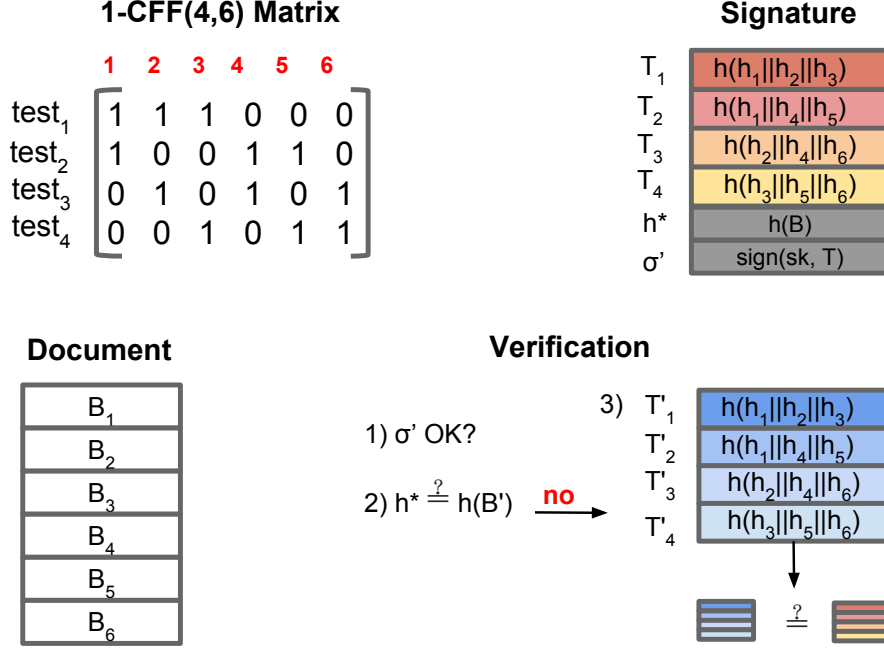 1-CFF(4,6) Matrix
1 2 3 4 5 6
test₁ 1 1 1 0 0 0
test₂ 1 0 0 1 1 0
test₃ 0 1 0 1 0 1
test₄ 0 0 1 0 1 1
Signature
T₁ h(h₁||h₂||h₃)
T₂ h(h₁||h₄||h₅)
T₃ h(h₂||h₄||h₆)
T₄ h(h₃||h₅||h₆)
h* h(B)
σ’ sign(sk, T)
Document
B₁
B₂
B₃
B₄
B₅
B₆
Verification
1) σ’ OK?
2) h* ≟ h(B') no
3) T'₁ h(h₁||h₂||h₃)
T'₂ h(h₁||h₄||h₅)
T'₃ h(h₂||h₄||h₆)
T'₄ h(h₃||h₅||h₆)
≟